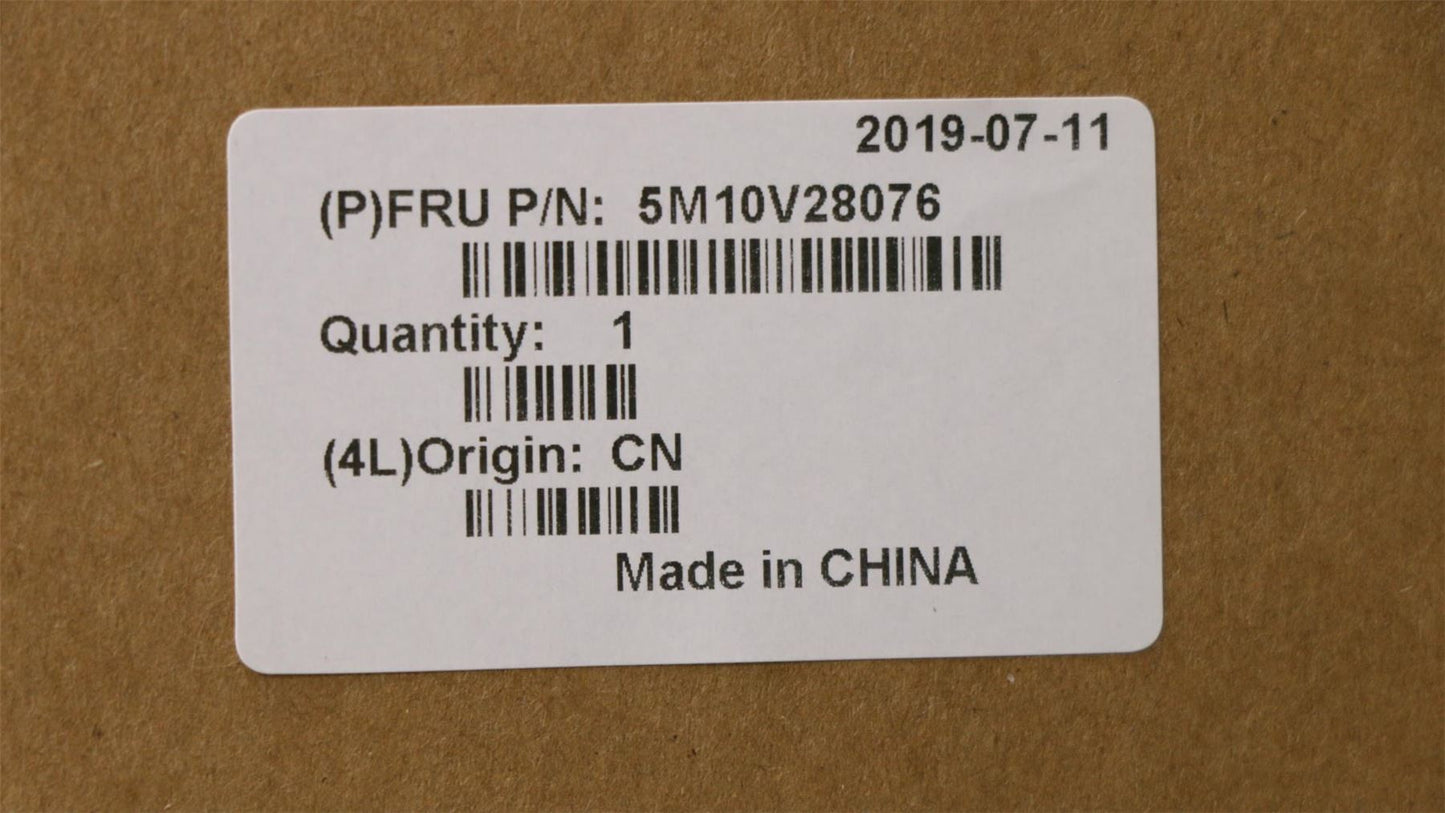 2019-07-11
(P)FRU P/N: 5M10V28076
Quantity: 1
(4L)Origin: CN
Made in CHINA